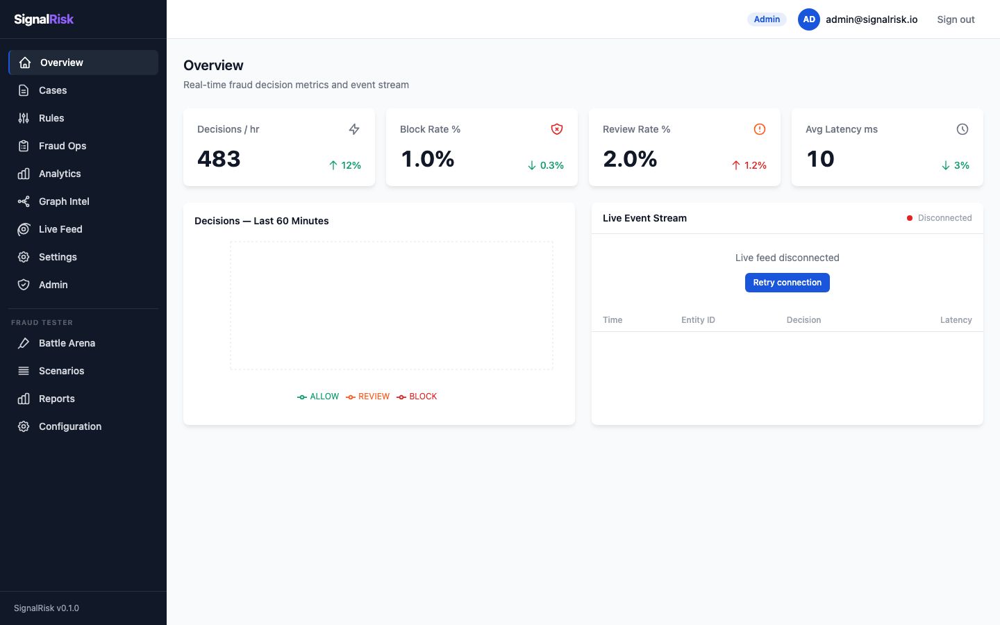 SignalRisk
Admin
AD
admin@signalrisk.io
Sign out
Overview
Cases
Rules
Fraud Ops
Analytics
Graph Intel
Live Feed
Settings
Admin
FRAUD TESTER
Battle Arena
Scenarios
Reports
Configuration
SignalRisk v0.1.0
Overview
Real-time fraud decision metrics and event stream
Decisions / hr
483
12%
Block Rate %
1.0%
0.3%
Review Rate %
2.0%
1.2%
Avg Latency ms
10
3%
Decisions — Last 60 Minutes
ALLOW REVIEW BLOCK
Live Event Stream
Disconnected
Live feed disconnected
Retry connection
Time Entity ID Decision Latency